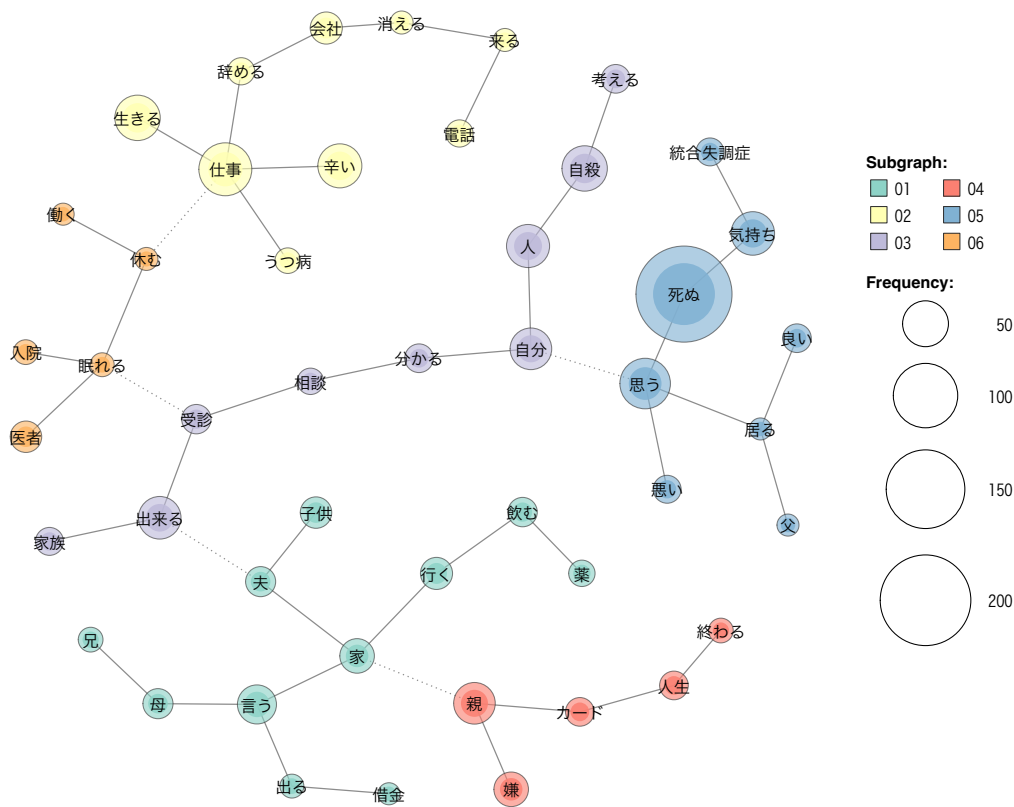 会社
消える
来る
辞める
考える
生きる
電話
統合失調症
仕事
辛い
自殺
働く
気持ち
人
休む
うつ病
死ぬ
良い
入院
眠れる
分かる
自分
相談
思う
受診
居る
医者
悪い
出来る
子供
飲む
父
家族
夫
行く
薬
兄
終わる
家
人生
母
言う
親
カード
出る
借金
嫌
Subgraph:
01 04
02 05
03 06
Frequency:
50
100
150
200